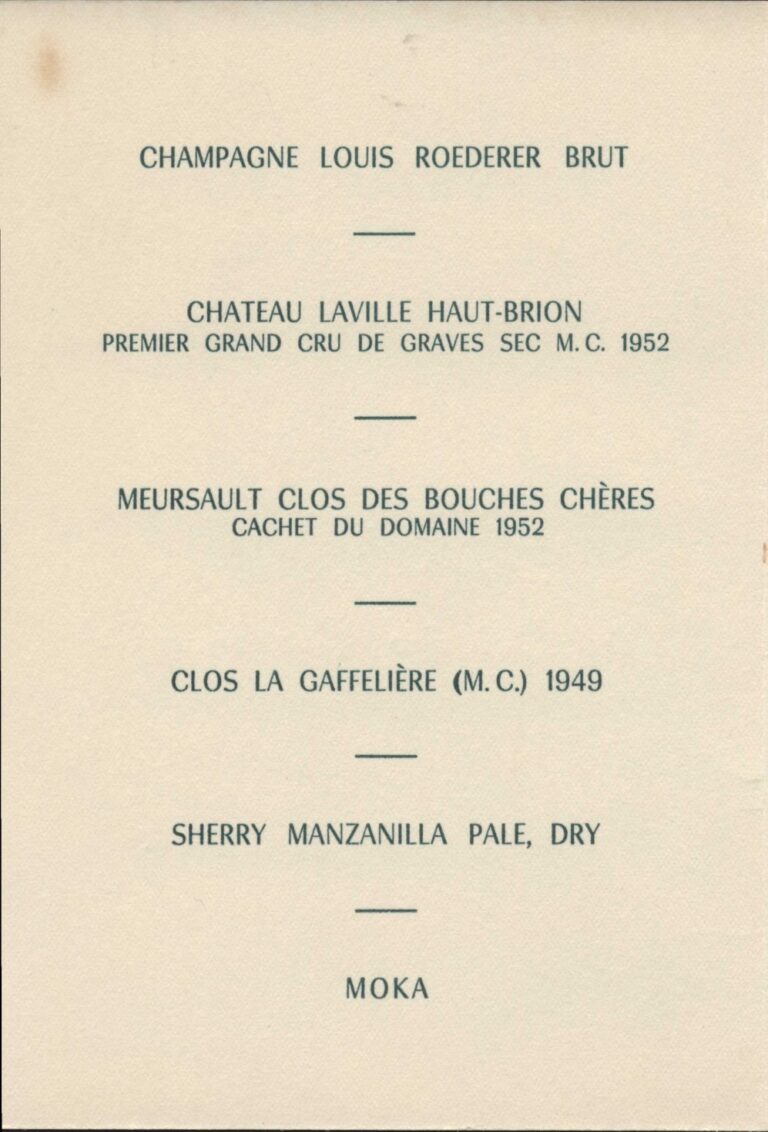 CHAMPAGNE LOUIS ROEDERER BRUT
CHATEAU LAVILLE HAUT-BRION
PREMIER GRAND CRU DE GRAVES SEC M. C. 1952
MEURSAULT CLOS DES BOUCHES CHÈRES
CACHET DU DOMAINE 1952
CLOS LA GAFFELIÈRE (M. C.) 1949
SHERRY MANZANILLA PALE, DRY
MOKA